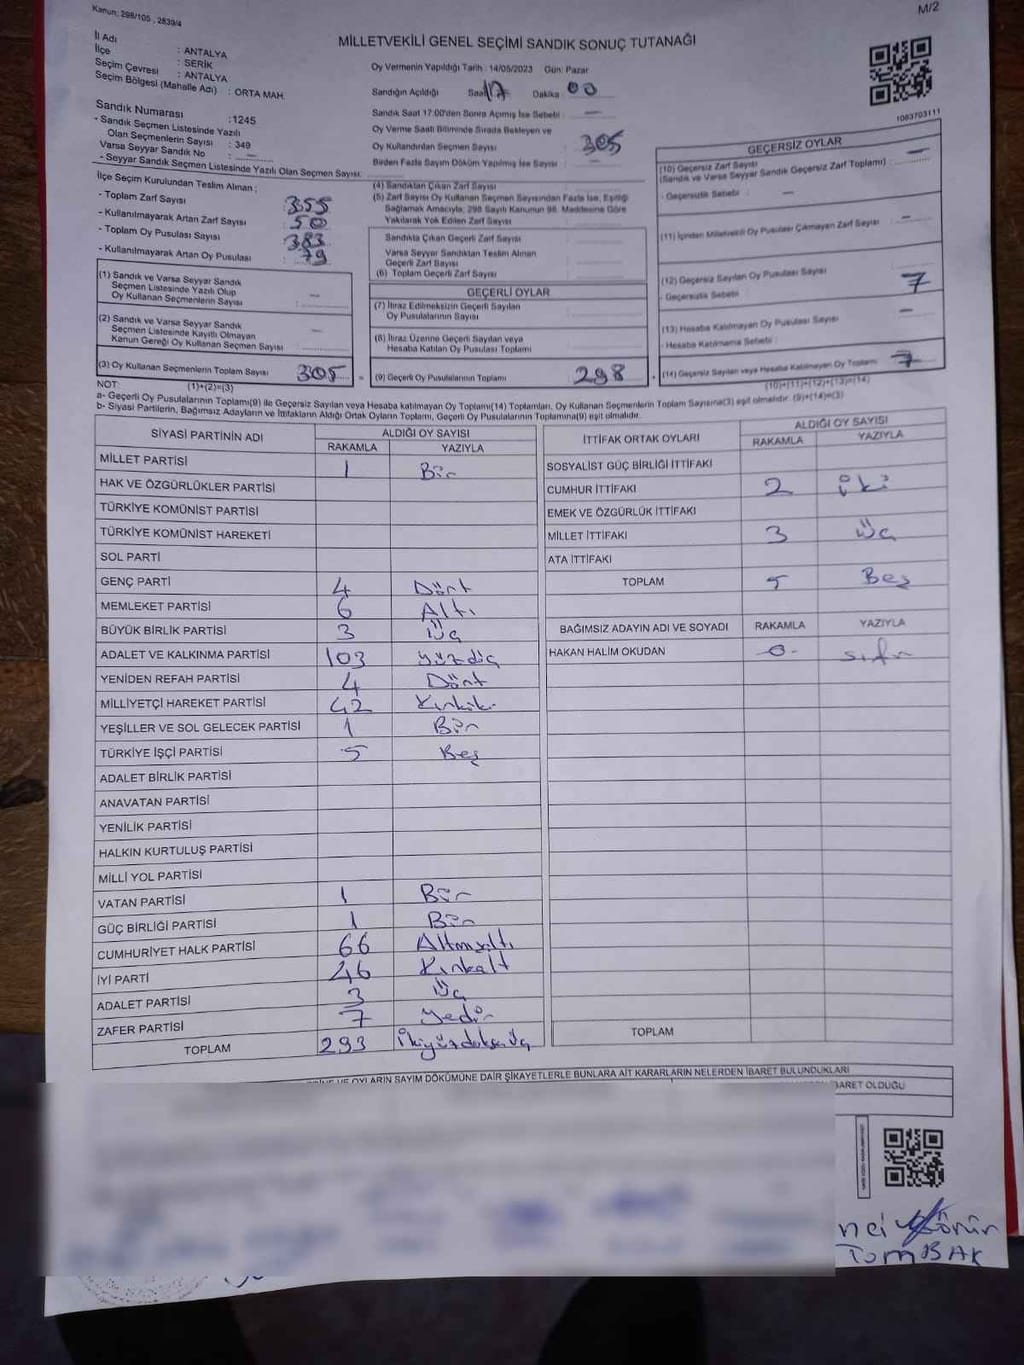 Kanun, 298/105 , 2839/4
M/2
MİLLETVEKİLİ GENEL SEÇİMİ SANDIK SONUÇ TUTANAĞI
İl Adı : ANTALYA
İlçe : SERİK
Seçim Çevresi : ANTALYA
Seçim Bölgesi (Mahalle Adı) : ORTA MAH.
Sandık Numarası :1245
- Sandık Seçmen Listesinde Yazılı
Olan Seçmenlerin Sayısı : 349
Varsa Seyyar Sandık No : —
- Seyyar Sandık Seçmen Listesinde Yazılı Olan Seçmen Sayısı:
Oy Vermenin Yapıldığı Tarih : 14/05/2023 Gün: Pazar
Sandığın Açıldığı Saat 17 Dakika : 00
Sandık Saat 17:00'den Sonra Açılmış İse Sebebi : —
Oy Verme Saati Bitiminde Sırada Bekleyen ve
Oy Kullandırılan Seçmen Sayısı : 305
Birden Fazla Sayım Döküm Yapılmış İse Sayısı : —
1083703111
İlçe Seçim Kurulundan Teslim Alınan ;
- Toplam Zarf Sayısı : 355
- Kullanılmayarak Artan Zarf Sayısı : 50
- Toplam Oy Pusulası Sayısı : 383
- Kullanılmayarak Artan Oy Pusulası : 79
(1) Sandık ve Varsa Seyyar Sandık
Seçmen Listesinde Yazılı Olup
Oy Kullanan Seçmenlerin Sayısı : —
(2) Sandık ve Varsa Seyyar Sandık
Seçmen Listesinde Kayıtlı Olmayan
Kanun Gereği Oy Kullanan Seçmen Sayısı : —
(3) Oy Kullanan Seçmenlerin Toplam Sayısı : 305
(1)+(2)=(3)
(4) Sandıktan Çıkan Zarf Sayısı
(5) Zarf Sayısı Oy Kullanan Seçmen Sayısından Fazla İse, Eşitliği
Sağlamak Amacıyla, 298 Sayılı Kanunun 98. Maddesine Göre
Yakılarak Yok Edilen Zarf Sayısı
Sandıkta Çıkan Geçerli Zarf Sayısı
Varsa Seyyar Sandıktan Teslim Alınan
Geçerli Zarf Sayısı
(6) Toplam Geçerli Zarf Sayısı
GEÇERLİ OYLAR
(7) İtiraz Edilmeksizin Geçerli Sayılan
Oy Pusulalarının Sayısı
(8) İtiraz Üzerine Geçerli Sayılan veya
Hesaba Katılan Oy Pusulası Toplamı
(9) Geçerli Oy Pusulalarının Toplamı : 298
GEÇERSİZ OYLAR
(10) Geçersiz Zarf Sayısı
(Sandık ve Varsa Seyyar Sandık Geçersiz Zarf Toplamı) : —
- Geçersizlik Sebebi : —
(11) İçinden Milletvekili Oy Pusulası Çıkmayan Zarf Sayısı : —
(12) Geçersiz Sayılan Oy Pusulası Sayısı : 7
- Geçersizlik Sebebi :
(13) Hesaba Katılmayan Oy Pusulası Sayısı : —
- Hesaba Katılmama Sebebi :
(14) Geçersiz Sayılan veya Hesaba Katılmayan Oy Toplamı : 7
(10)+(11)+(12)+(13)=(14)
NOT:
a- Geçerli Oy Pusulalarının Toplamı(9) ile Geçersiz Sayılan veya Hesaba katılmayan Oy Toplamı(14) Toplamları, Oy Kullanan Seçmenlerin Toplam Sayısına(3) eşit olmalıdır. (9)+(14)=(3)
b- Siyasi Partilerin, Bağımsız Adayların ve İttifakların Aldığı Ortak Oyların Toplamı, Geçerli Oy Pusulalarının Toplamına(9) eşit olmalıdır.
SİYASİ PARTİNİN ADI ALDIĞI OY SAYISI
RAKAMLA YAZIYLA
MİLLET PARTİSİ 1 Bir
HAK VE ÖZGÜRLÜKLER PARTİSİ
TÜRKİYE KOMÜNİST PARTİSİ
TÜRKİYE KOMÜNİST HAREKETİ
SOL PARTİ
GENÇ PARTİ 4 Dört
MEMLEKET PARTİSİ 6 Altı
BÜYÜK BİRLİK PARTİSİ 3 Üç
ADALET VE KALKINMA PARTİSİ 103 yüzüç
YENİDEN REFAH PARTİSİ 4 Dört
MİLLİYETÇİ HAREKET PARTİSİ 42 Kırkiki
YEŞİLLER VE SOL GELECEK PARTİSİ 1 Bir
TÜRKİYE İŞÇİ PARTİSİ 5 Beş
ADALET BİRLİK PARTİSİ
ANAVATAN PARTİSİ
YENİLİK PARTİSİ
HALKIN KURTULUŞ PARTİSİ
MİLLİ YOL PARTİSİ
VATAN PARTİSİ 1 Bir
GÜÇ BİRLİĞİ PARTİSİ 1 Bir
CUMHURİYET HALK PARTİSİ 66 Altmışaltı
İYİ PARTİ 46 Kırkaltı
ADALET PARTİSİ 3 Üç
ZAFER PARTİSİ 7 Yedi
TOPLAM 293
İTTİFAK ORTAK OYLARI ALDIĞI OY SAYISI
RAKAMLA YAZIYLA
SOSYALİST GÜÇ BİRLİĞİ İTTİFAKI
CUMHUR İTTİFAKI 2 iki
EMEK VE ÖZGÜRLÜK İTTİFAKI
MİLLET İTTİFAKI 3 Üç
ATA İTTİFAKI
TOPLAM 5 Beş
BAĞIMSIZ ADAYIN ADI VE SOYADI RAKAMLA YAZIYLA
HAKAN HALİM OKUDAN -0- sıfır
TOPLAM
OYLARIN SAYIM DÖKÜMÜNE DAİR ŞİKAYETLERLE BUNLARA AİT KARARLARIN NELERDEN İBARET BULUNDUKLARI
BARET OLDUĞU
nci Gönür
TomBAK